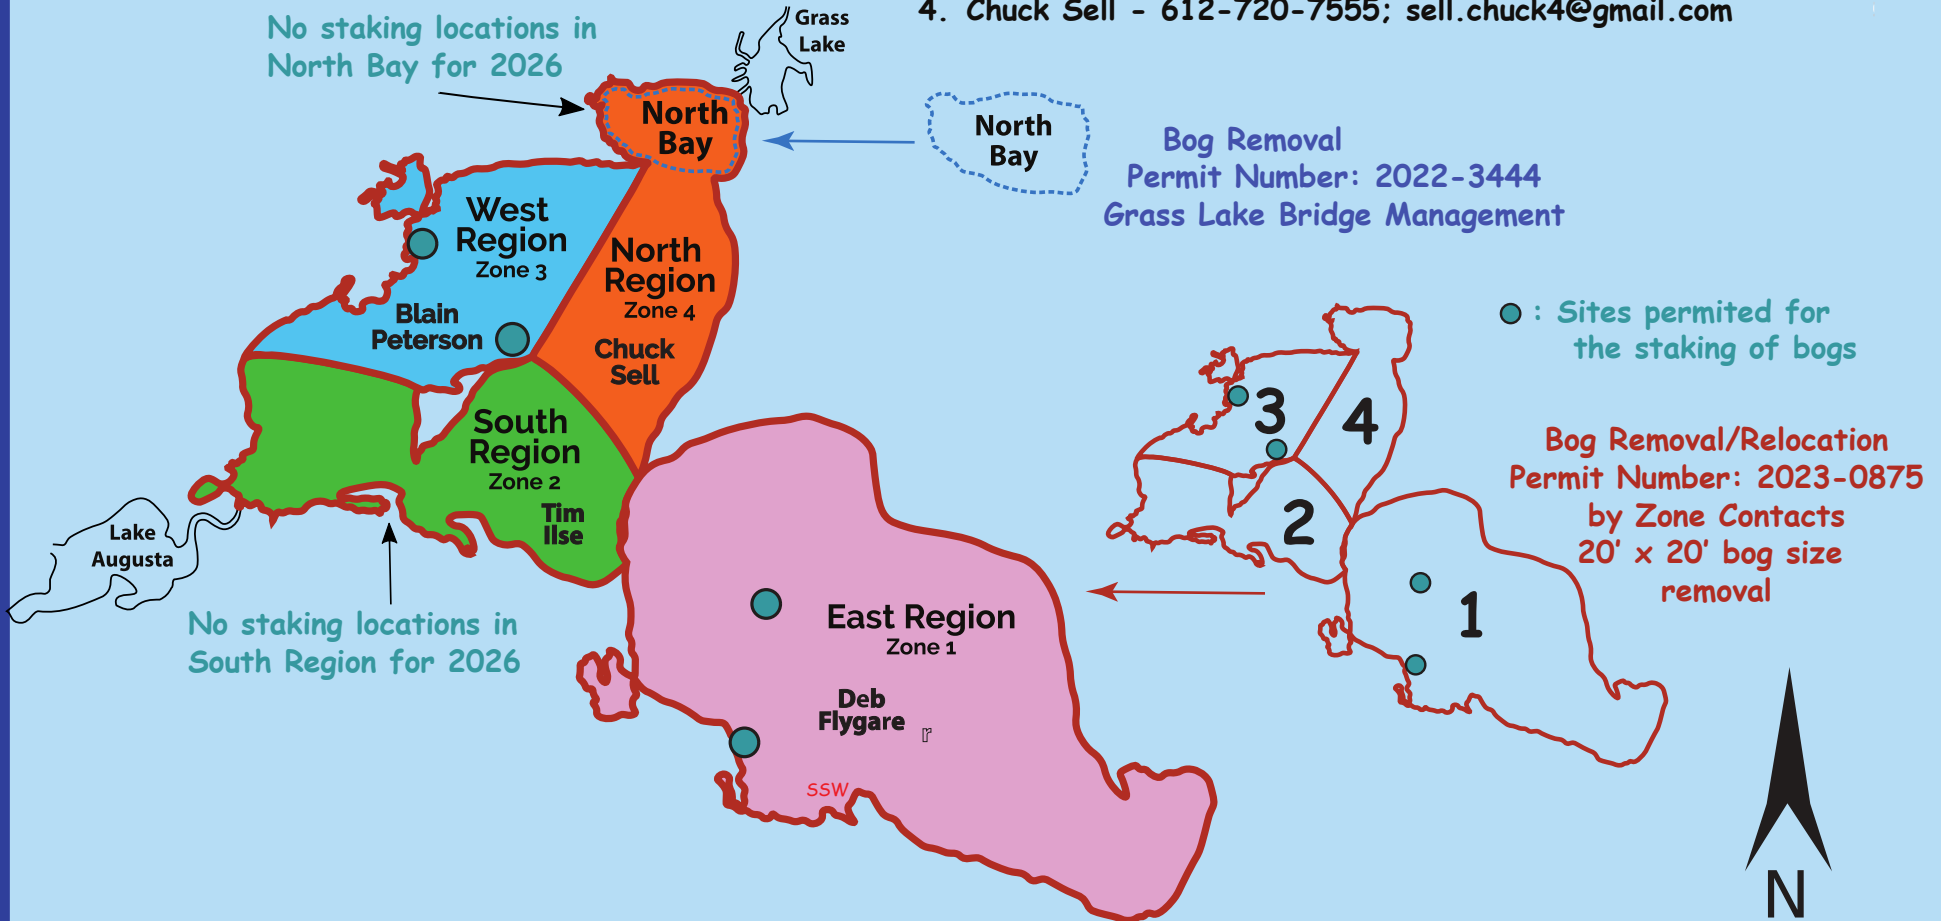 4. Chuck Sell - 612-720-7555; sell.chuck4@gmail.com
No staking locations in
North Bay for 2026
Grass
Lake
North
Bay
North
Bay
Bog Removal
Permit Number: 2022-3444
Grass Lake Bridge Management
West
Region
Zone 3
Blain
Peterson
North
Region
Zone 4
Chuck
Sell
: Sites permited for
the staking of bogs
3
4
2
1
Bog Removal/Relocation
Permit Number: 2023-0875
by Zone Contacts
20' x 20' bog size
removal
South
Region
Zone 2
Tim
Ilse
Lake
Augusta
No staking locations in
South Region for 2026
East Region
Zone 1
Deb
Flygare
r
SSW
N